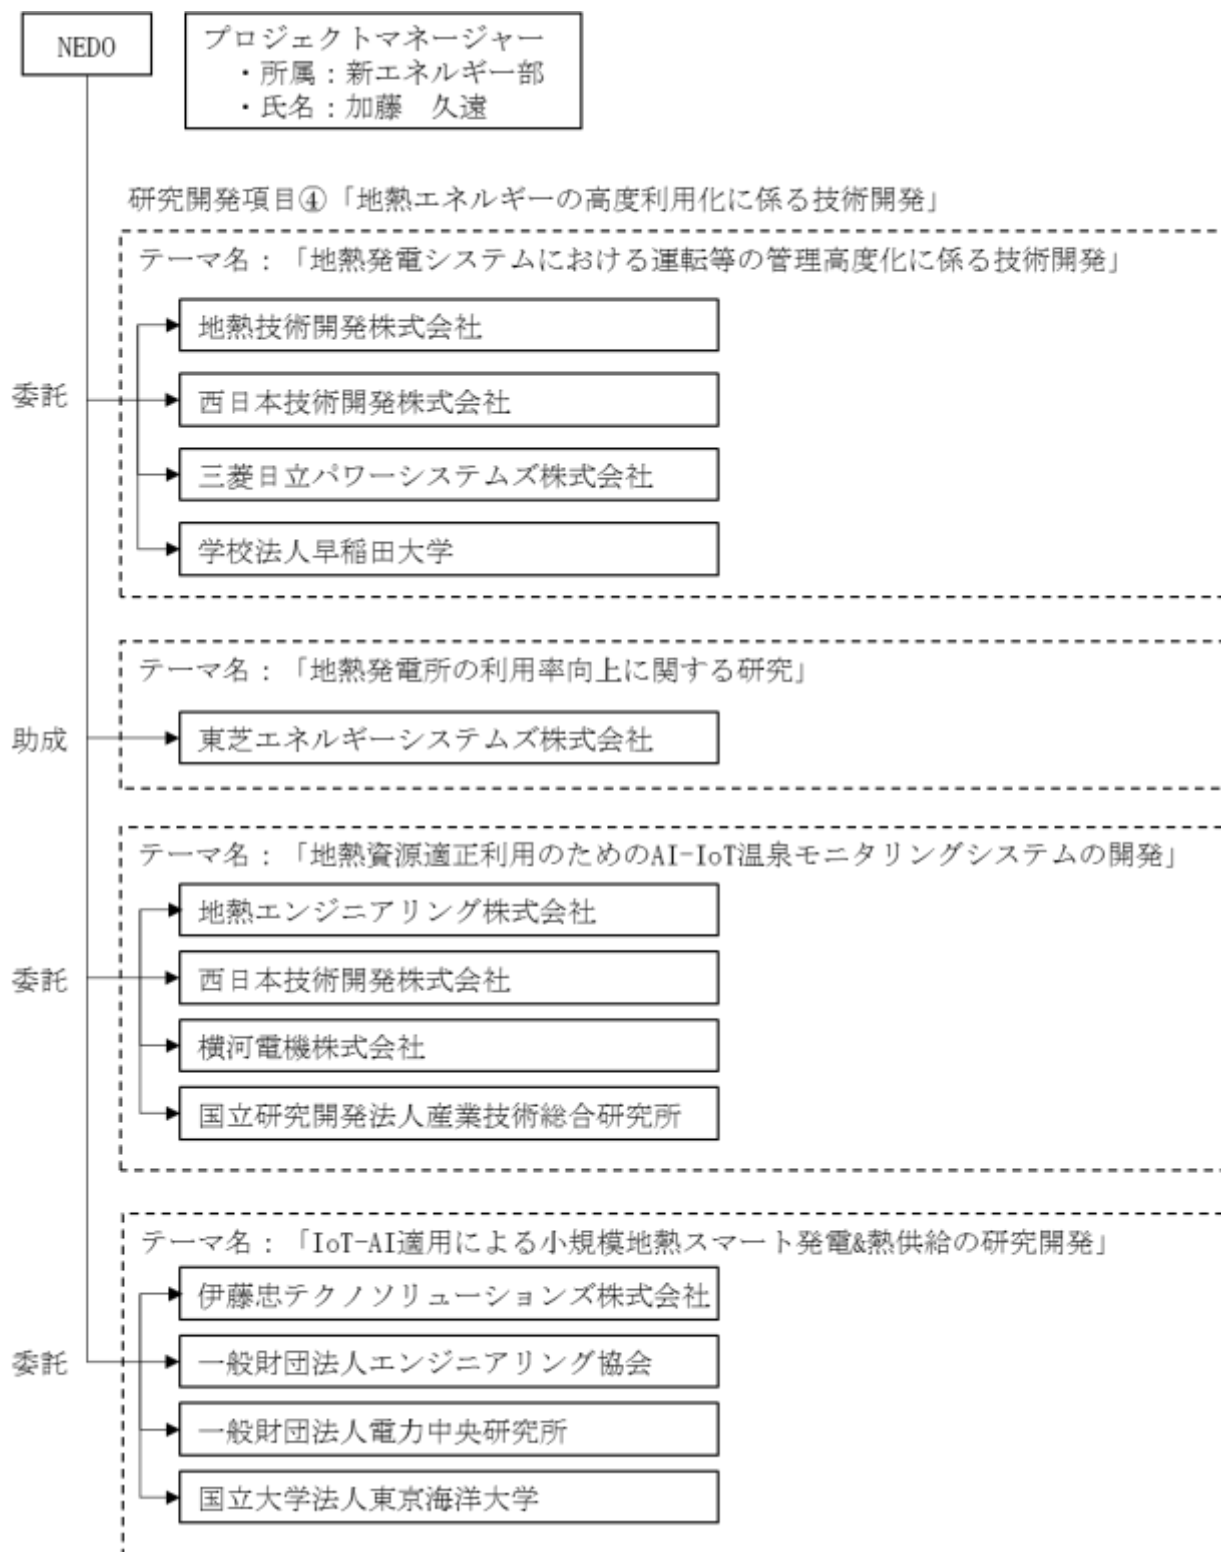 NEDO
プロジェクトマネージャー
・所属：新エネルギー部
・氏名：加藤　久遠
研究開発項目④「地熱エネルギーの高度利用化に係る技術開発」
テーマ名：「地熱発電システムにおける運転等の管理高度化に係る技術開発」
地熱技術開発株式会社
委託
西日本技術開発株式会社
三菱日立パワーシステムズ株式会社
学校法人早稲田大学
テーマ名：「地熱発電所の利用率向上に関する研究」
助成
東芝エネルギーシステムズ株式会社
テーマ名：「地熱資源適正利用のためのAI-IoT温泉モニタリングシステムの開発」
地熱エンジニアリング株式会社
委託
西日本技術開発株式会社
横河電機株式会社
国立研究開発法人産業技術総合研究所
テーマ名：「IoT-AI適用による小規模地熱スマート発電&熱供給の研究開発」
伊藤忠テクノソリューションズ株式会社
委託
一般財団法人エンジニアリング協会
一般財団法人電力中央研究所
国立大学法人東京海洋大学